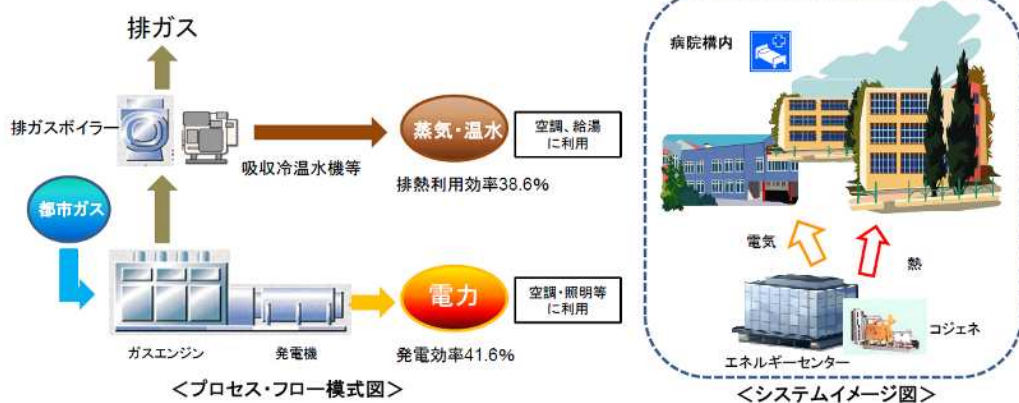 排ガス
排ガスボイラー
吸収冷温水機等
蒸気・温水
空調、給湯
に利用
排熱利用効率38.6%
都市ガス
電力
空調・照明等
に利用
発電効率41.6%
ガスエンジン
発電機
＜プロセス・フロー模式図＞
病院構内
電気
熱
コジェネ
エネルギーセンター
＜システムイメージ図＞